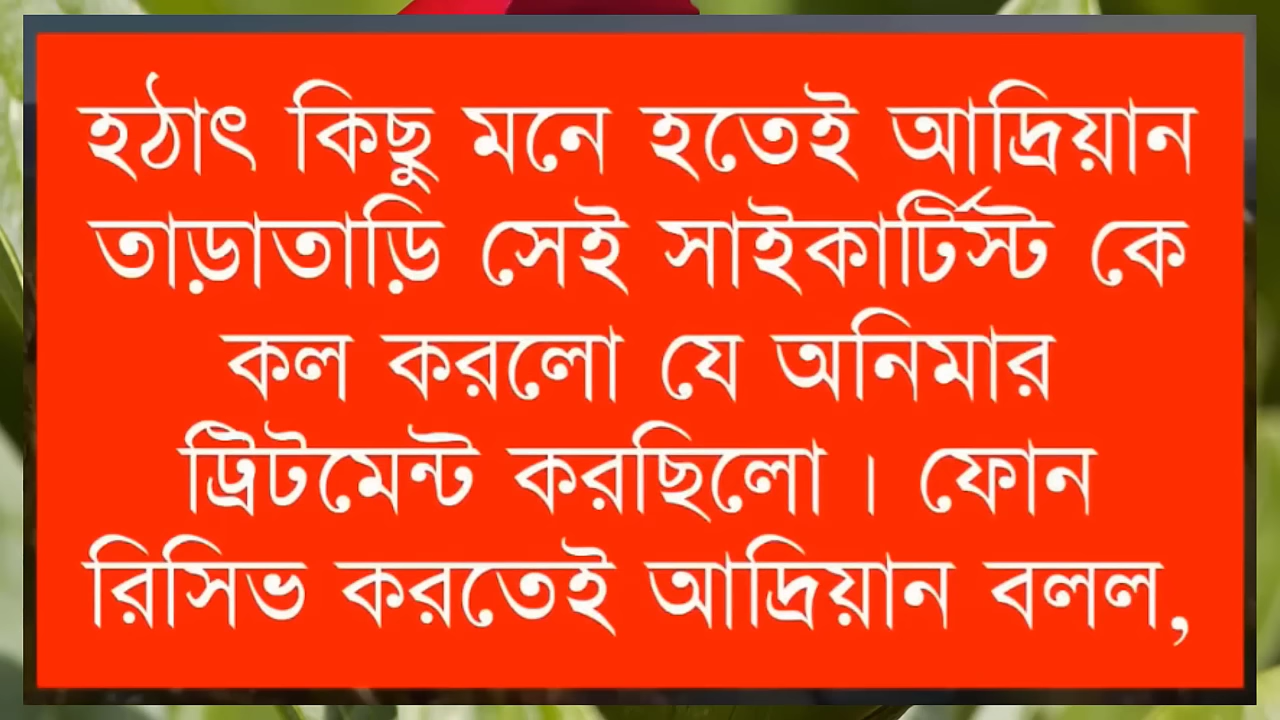 হঠাৎ কিছু মনে হতেই আদ্রিয়ান
তাড়াতাড়ি সেই সাইকার্টিস্ট কে
কল করলো যে অনিমার
ট্রিটমেন্ট করছিলো । ফোন
রিসিভ করতেই আদ্রিয়ান বলল,